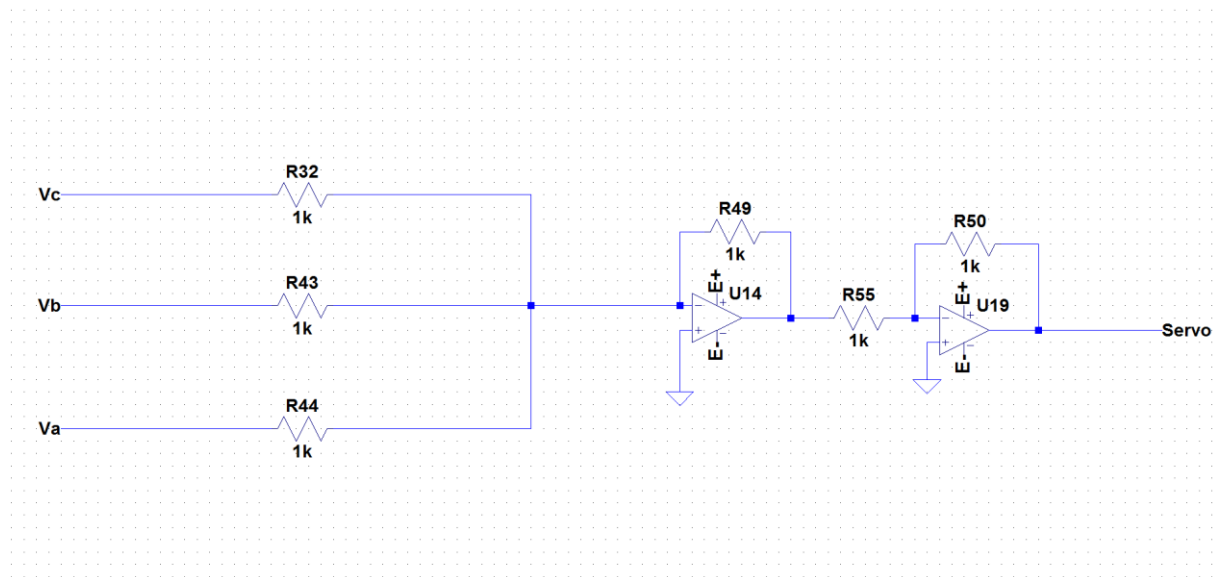 R32
Vc
1k
R49
R50
1k
E+
U14
1k
E+
U19
R43
Vb
1k
R55
1k
Servo
E-
E-
R44
Va
1k